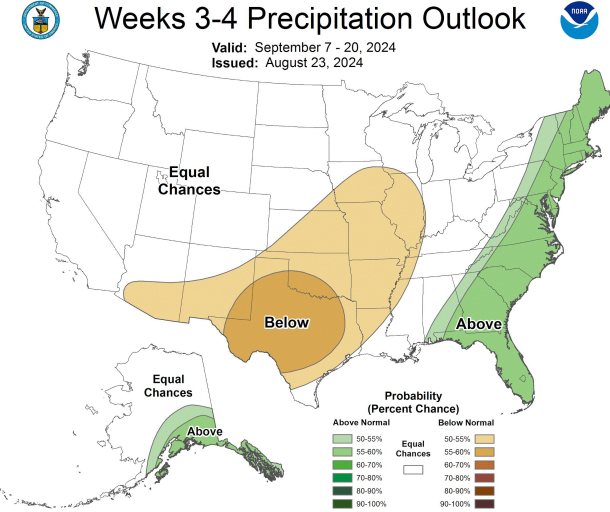 Weeks 3-4 Precipitation Outlook
NOAA
Valid: September 7 - 20, 2024
Issued: August 23, 2024
Equal
Chances
Below
Above
Equal
Chances
Above
Probability
(Percent Chance)
Above Normal
Below Normal
50-55%
55-60%
60-70%
70-80%
80-90%
90-100%
Equal
Chances
50-55%
55-60%
60-70%
70-80%
80-90%
90-100%